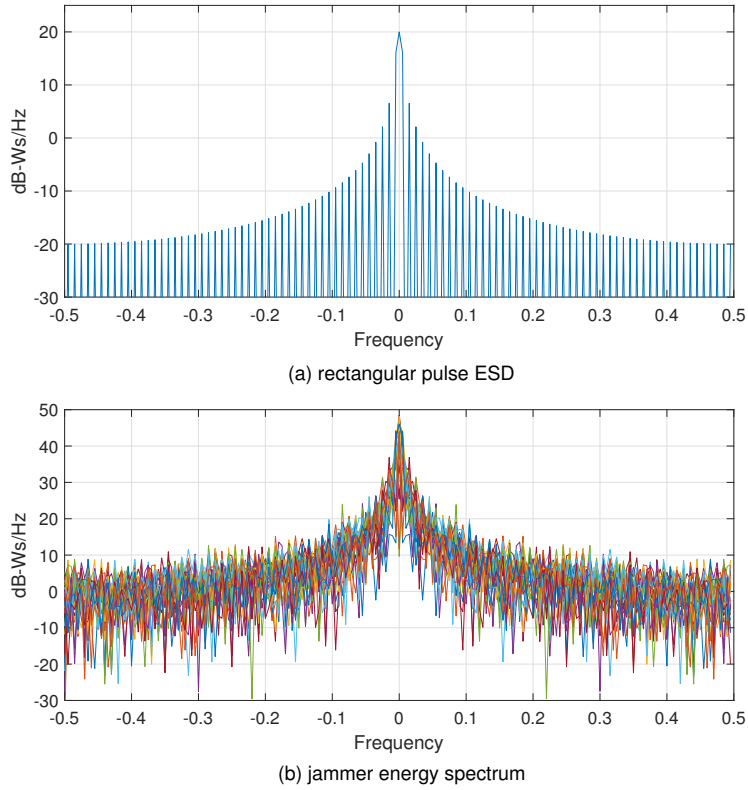 20
10
0
-10
-20
-30
dB-Ws/Hz
-0.5 -0.4 -0.3 -0.2 -0.1 0 0.1 0.2 0.3 0.4 0.5
Frequency
(a) rectangular pulse ESD
50
40
30
20
10
0
-10
-20
-30
dB-Ws/Hz
-0.5 -0.4 -0.3 -0.2 -0.1 0 0.1 0.2 0.3 0.4 0.5
Frequency
(b) jammer energy spectrum